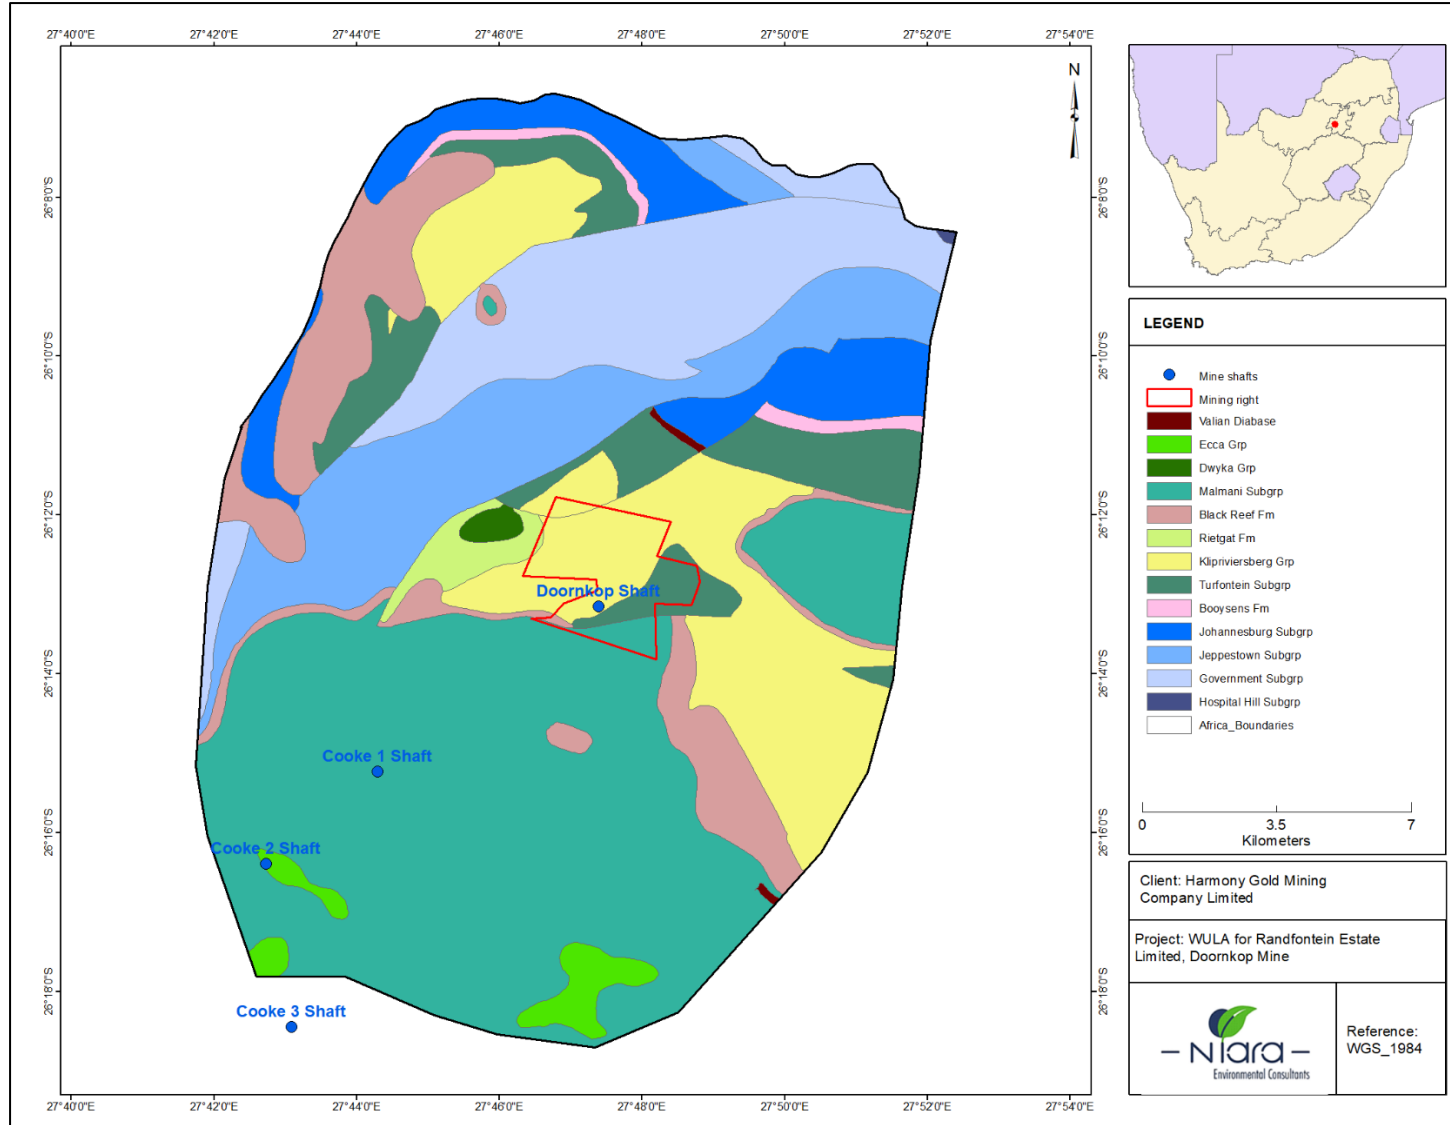 27°40'0"E 27°42'0"E 27°44'0"E 27°46'0"E 27°48'0"E 27°50'0"E 27°52'0"E 27°54'0"E
N
26°8'0"S 26°8'0"S
26°10'0"S 26°10'0"S
26°12'0"S 26°12'0"S
Doornkop Shaft
26°14'0"S 26°14'0"S
Cooke 1 Shaft
26°16'0"S 26°16'0"S
Cooke 2 Shaft
26°18'0"S 26°18'0"S
Cooke 3 Shaft
27°40'0"E 27°42'0"E 27°44'0"E 27°46'0"E 27°48'0"E 27°50'0"E 27°52'0"E 27°54'0"E
LEGEND
Mine shafts
Mining right
Valian Diabase
Ecca Grp
Dwyka Grp
Malmani Subgrp
Black Reef Fm
Rietgat Fm
Klipriviersberg Grp
Turfontein Subgrp
Booysens Fm
Johannesburg Subgrp
Jeppestown Subgrp
Government Subgrp
Hospital Hill Subgrp
Africa_Boundaries
0 3.5 7
Kilometers
Client: Harmony Gold Mining
Company Limited
Project: WULA for Randfontein Estate
Limited, Doornkop Mine
Niara
Environmental Consultants
Reference:
WGS_1984